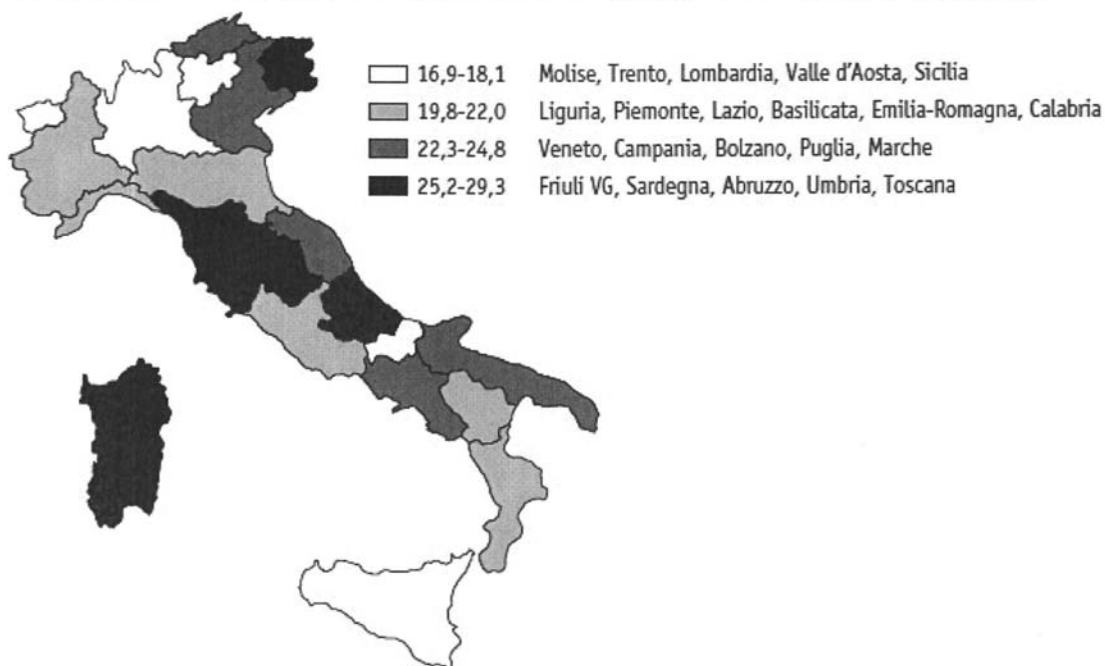 16,9-18,1 Molise, Trento, Lombardia, Valle d'Aosta, Sicilia
19,8-22,0 Liguria, Piemonte, Lazio, Basilicata, Emilia-Romagna, Calabria
22,3-24,8 Veneto, Campania, Bolzano, Puglia, Marche
25,2-29,3 Friuli VG, Sardegna, Abruzzo, Umbria, Toscana